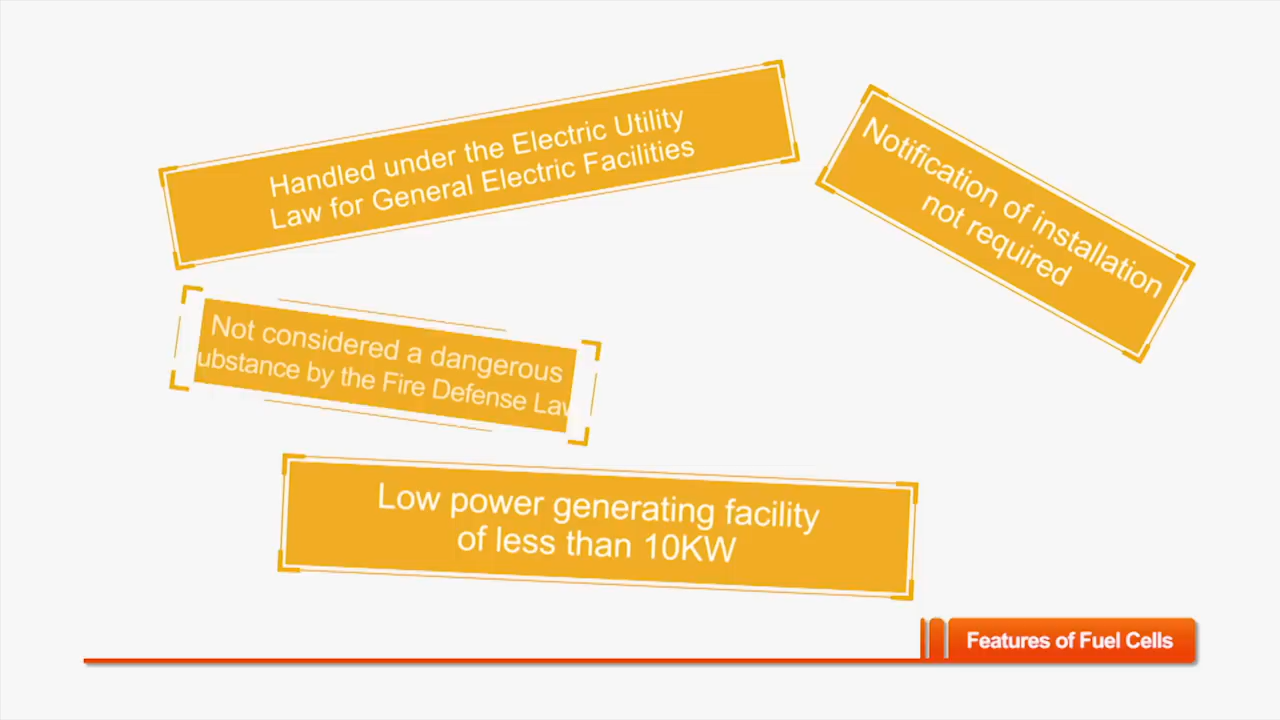 Handled under the Electric Utility
Law for General Electric Facilities
Notification of installation
not required
Not considered a dangerous
ubstance by the Fire Defense Law
Low power generating facility
of less than 10KW
Features of Fuel Cells